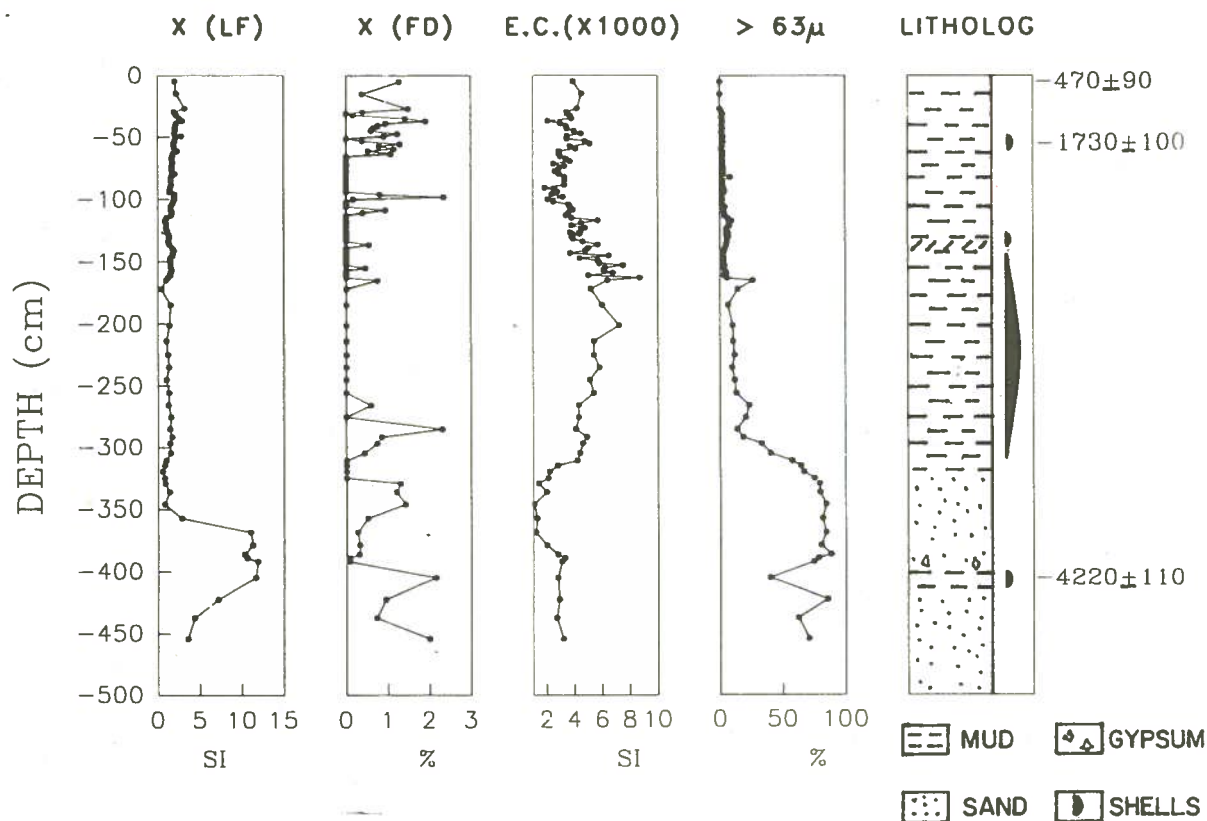 X (LF) X (FD) E.C.(X1000) > 63μ LITHOLOG
DEPTH (cm)
0
-50
-100
-150
-200
-250
-300
-350
-400
-450
-500
-470±90
-1730±100
-4220±110
0 5 10 15
0 1 2 3
2 4 6 8 10
0 50 100
SI % SI %
MUD GYPSUM
SAND SHELLS